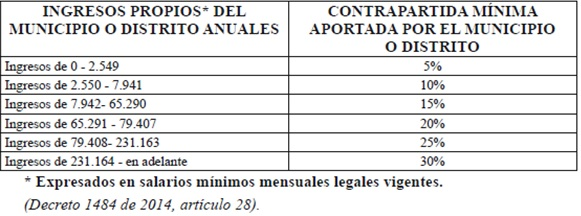 INGRESOS PROPIOS* DEL MUNICIPIO O DISTRITO ANUALES
CONTRAPARTIDA MÍNIMA APORTADA POR EL MUNICIPIO O DISTRITO
Ingresos de 0 - 2.549 5%
Ingresos de 2.550 - 7.941 10%
Ingresos de 7.942- 65.290 15%
Ingresos de 65.291 - 79.407 20%
Ingresos de 79.408- 231.163 25%
Ingresos de 231.164 - en adelante 30%
* Expresados en salarios mínimos mensuales legales vigentes.
(Decreto 1484 de 2014, artículo 28).